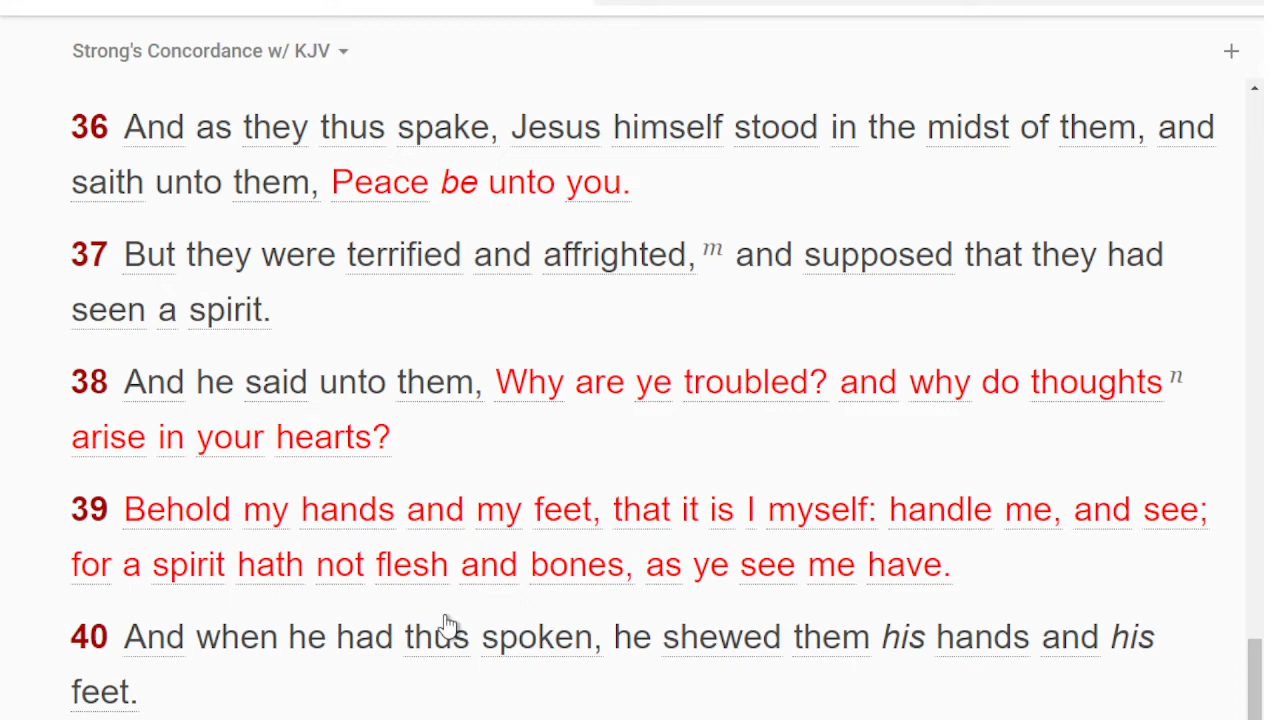 Strong's Concordance w/ KJV
36 And as they thus spake, Jesus himself stood in the midst of them, and
saith unto them, Peace be unto you.
37 But they were terrified and affrighted, m and supposed that they had
seen a spirit.
38 And he said unto them, Why are ye troubled? and why do thoughts n
arise in your hearts?
39 Behold my hands and my feet, that it is I myself: handle me, and see;
for a spirit hath not flesh and bones, as ye see me have.
40 And when he had thus spoken, he shewed them his hands and his
feet.